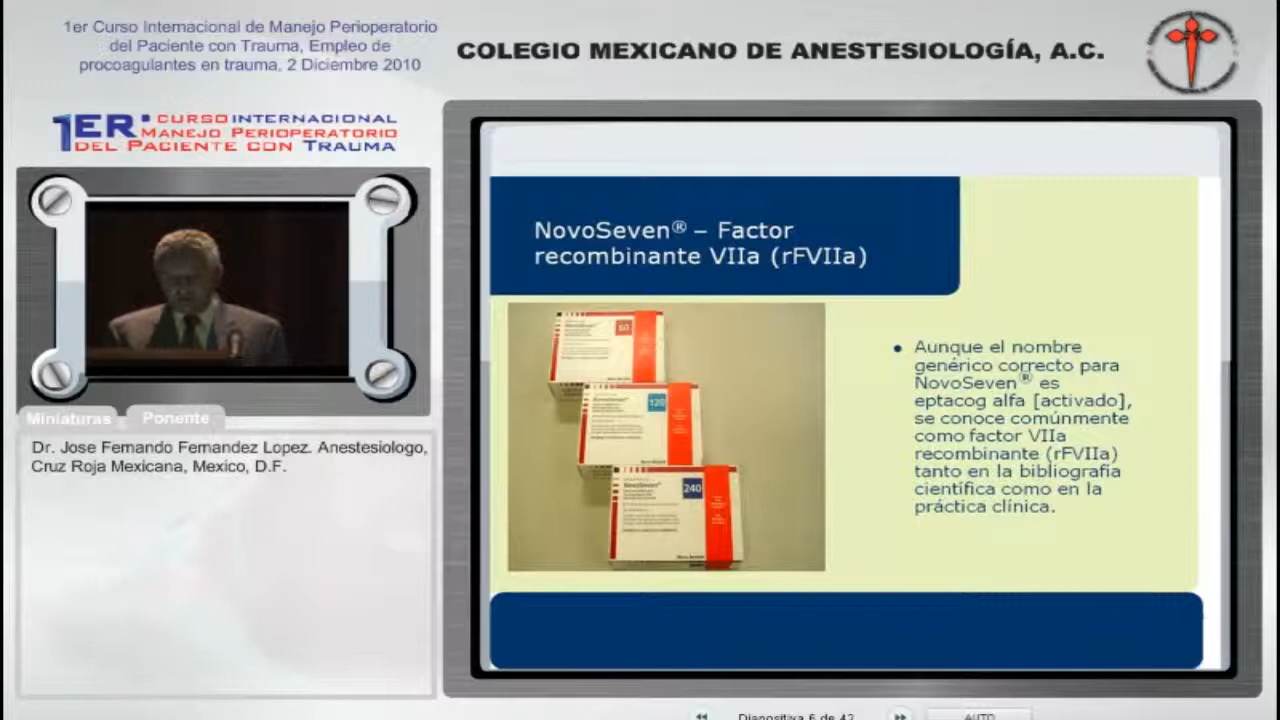 1er Curso Internacional de Manejo Perioperatorio
del Paciente con Trauma, Empleo de
procoagulantes en trauma, 2 Diciembre 2010
COLEGIO MEXICANO DE ANESTESIOLOGÍA, A.C.
1ER. CURSO INTERNACIONAL
MANEJO PERIOPERATORIO
DEL PACIENTE CON TRAUMA
Miniaturas
Ponente
Dr. Jose Fernando Fernandez Lopez. Anestesiologo,
Cruz Roja Mexicana, Mexico, D.F.
NovoSeven® – Factor
recombinante VIIa (rFVIIa)
NovoSeven
60
NovoSeven
120
NovoSeven
240
• Aunque el nombre
genérico correcto para
NovoSeven® es
eptacog alfa [activado],
se conoce comúnmente
como factor VIIa
recombinante (rFVIIa)
tanto en la bibliografía
científica como en la
práctica clínica.
Diapositiva 6 de 42
AUTO